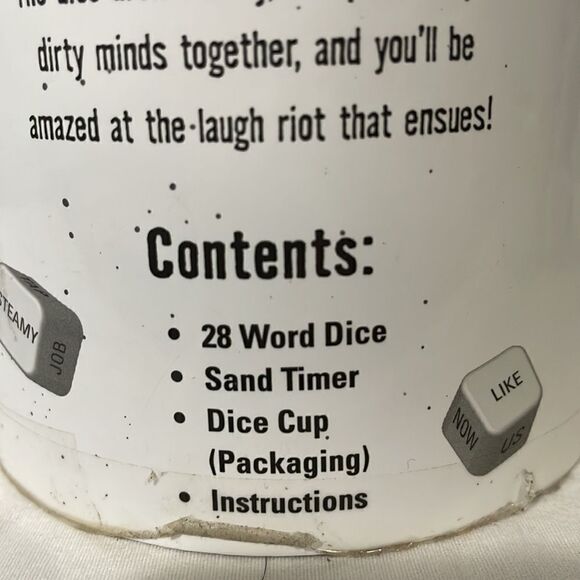 dirty minds together, and you'll be
amazed at the laugh riot that ensues!
Contents:
• 28 Word Dice
• Sand Timer
• Dice Cup
(Packaging)
• Instructions
STEAMY
JOB
LIKE
NOW
US